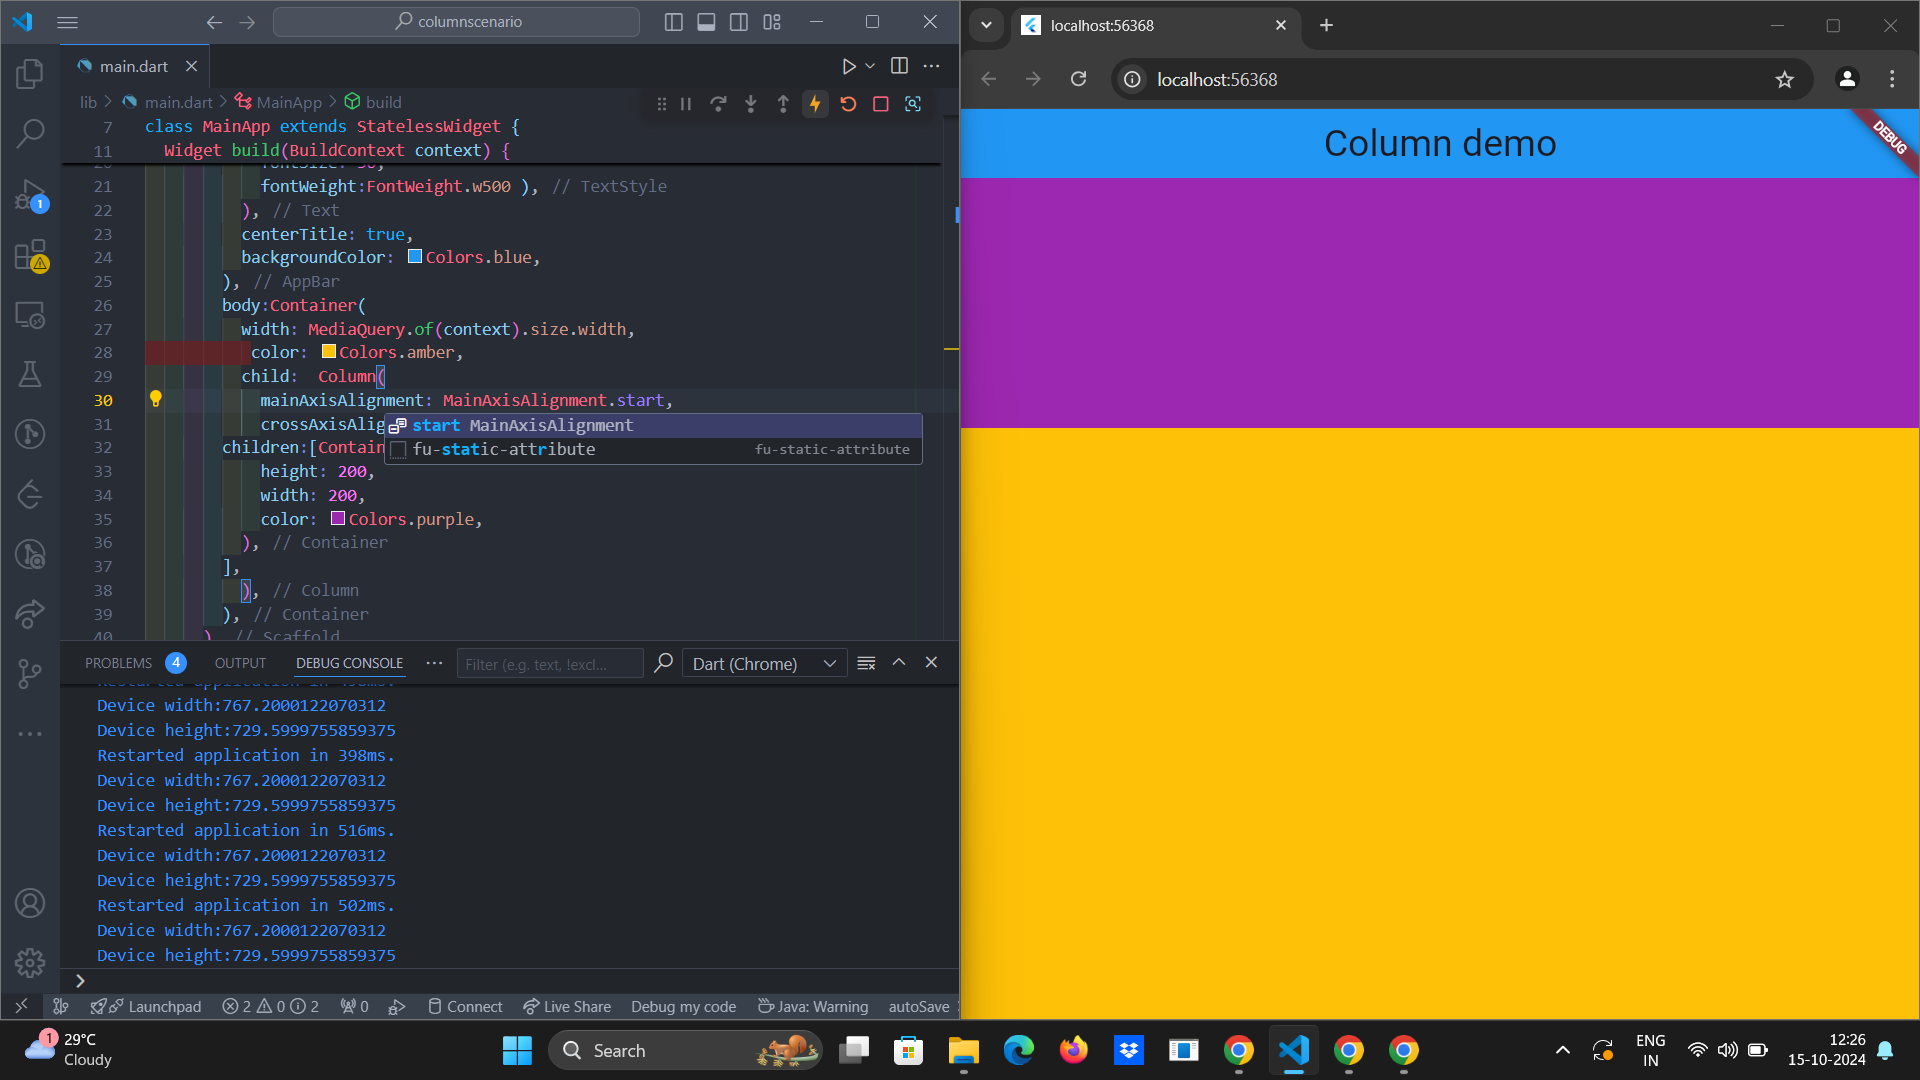 columnscenario
main.dart
lib > main.dart > MainApp > build
7 class MainApp extends StatelessWidget {
11 Widget build(BuildContext context) {
21 fontWeight:FontWeight.w500 ), // TextStyle
22 ), // Text
23 centerTitle: true,
24 backgroundColor: Colors.blue,
25 ), // AppBar
26 body:Container(
27 width: MediaQuery.of(context).size.width,
28 color: Colors.amber,
29 child:  Column(
30 mainAxisAlignment: MainAxisAlignment.start,
31 crossAxisAlig
start MainAxisAlignment
32 children:[Contain
fu-static-attribute fu-static-attribute
33 height: 200,
34 width: 200,
35 color: Colors.purple,
36 ), // Container
37 ],
38 ), // Column
39 ), // Container
40 ) // Scaffold
PROBLEMS 4 OUTPUT DEBUG CONSOLE Filter (e.g. text, !excl... Dart (Chrome)
Device width:767.2000122070312
Device height:729.5999755859375
Restarted application in 398ms.
Device width:767.2000122070312
Device height:729.5999755859375
Restarted application in 516ms.
Device width:767.2000122070312
Device height:729.5999755859375
Restarted application in 502ms.
Device width:767.2000122070312
Device height:729.5999755859375
Launchpad 2 0 2 0 Connect Live Share Debug my code Java: Warning autoSave
1
localhost:56368
localhost:56368
Column demo
DEBUG
1 29°C
Cloudy
Search
ENG
IN
12:26
15-10-2024